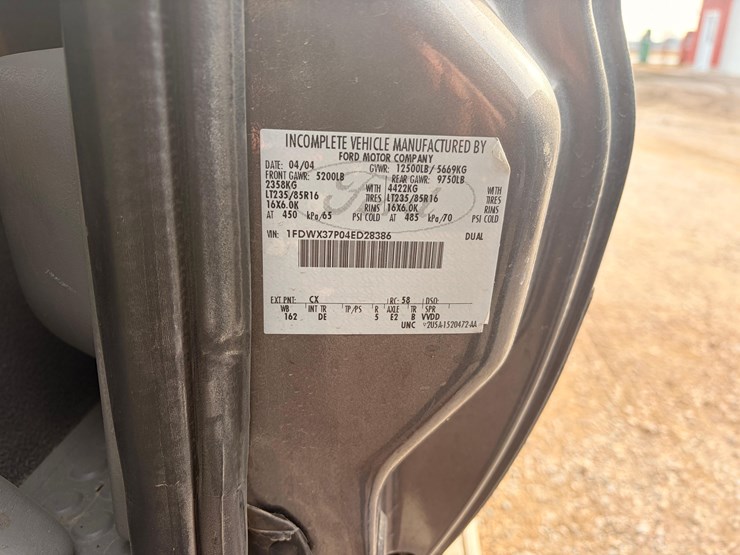 INCOMPLETE VEHICLE MANUFACTURED BY
FORD MOTOR COMPANY
DATE: 04/04 GVWR: 12500LB/ 5669KG
FRONT GAWR: 5200LB REAR GAWR: 9750LB
2358KG WITH 4422KG WITH
LT235/85R16 TIRES LT235/85R16 TIRES
16X6.0K RIMS 16X6.0K RIMS
AT 450 kPa/65 PSI COLD AT 485 kPa/70 PSI COLD
VIN: 1FDWX37P04ED28386 DUAL
Ford
EXT PNT: CX RC: 58 DSO:
WB INT TR TP/PS R AXLE TR SPR
162 DE 5 E2 B VVDD
UNC 2U5A-1520472-AA